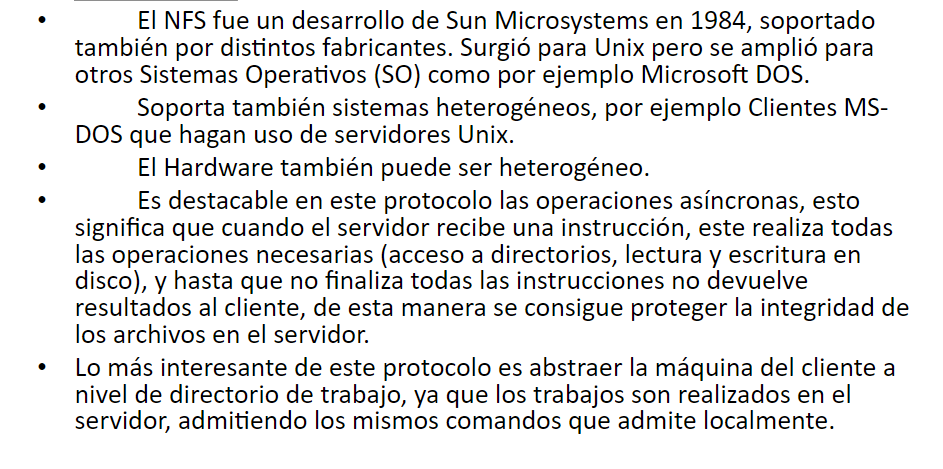 • El NFS fue un desarrollo de Sun Microsystems en 1984, soportado
también por distintos fabricantes. Surgió para Unix pero se amplió para
otros Sistemas Operativos (SO) como por ejemplo Microsoft DOS.
• Soporta también sistemas heterogéneos, por ejemplo Clientes MS-
DOS que hagan uso de servidores Unix.
• El Hardware también puede ser heterogéneo.
• Es destacable en este protocolo las operaciones asíncronas, esto
significa que cuando el servidor recibe una instrucción, este realiza todas
las operaciones necesarias (acceso a directorios, lectura y escritura en
disco), y hasta que no finaliza todas las instrucciones no devuelve
resultados al cliente, de esta manera se consigue proteger la integridad de
los archivos en el servidor.
• Lo más interesante de este protocolo es abstraer la máquina del cliente a
nivel de directorio de trabajo, ya que los trabajos son realizados en el
servidor, admitiendo los mismos comandos que admite localmente.